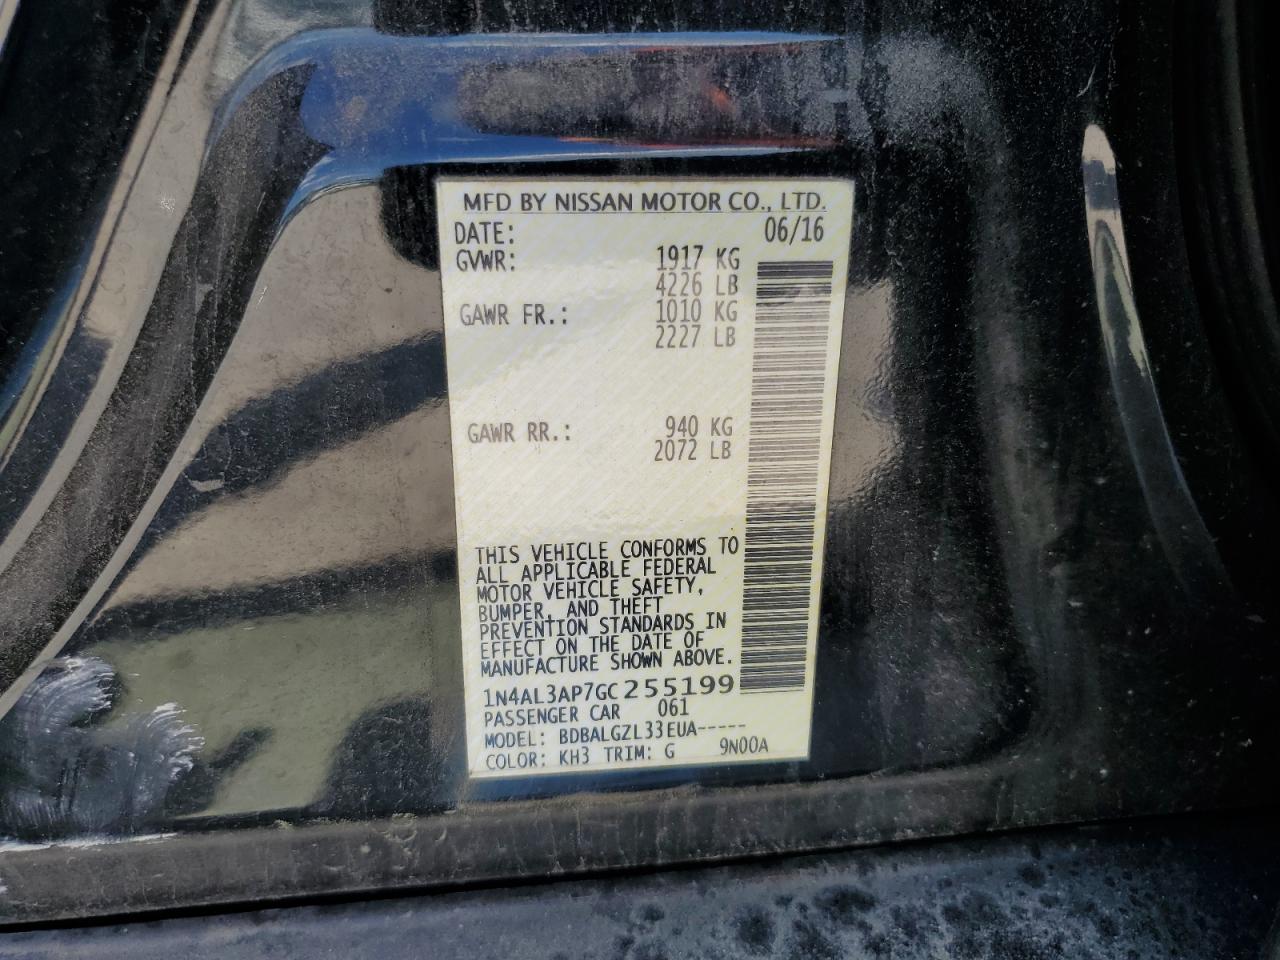 MFD BY NISSAN MOTOR CO., LTD.
DATE: 06/16
GVWR: 1917 KG
4226 LB
GAWR FR.: 1010 KG
2227 LB
GAWR RR.: 940 KG
2072 LB
THIS VEHICLE CONFORMS TO
ALL APPLICABLE FEDERAL
MOTOR VEHICLE SAFETY,
BUMPER, AND THEFT
PREVENTION STANDARDS IN
EFFECT ON THE DATE OF
MANUFACTURE SHOWN ABOVE.
1N4AL3AP7GC255199
PASSENGER CAR 061
MODEL: BDBALGZL33EUA-----
COLOR: KH3 TRIM: G 9N00A